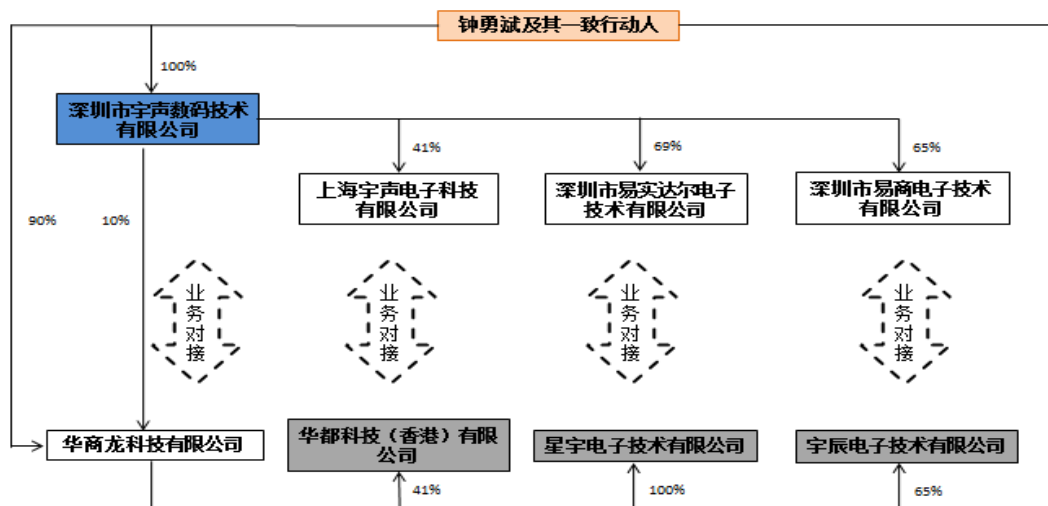 钟勇斌及其一致行动人
100%
深圳市宇声数码技术
有限公司
41%
69%
65%
上海宇声电子科技
有限公司
深圳市易实达尔电子
技术有限公司
深圳市易商电子技术
有限公司
90%
10%
业务对接
业务对接
业务对接
业务对接
华商龙科技有限公司
华都科技（香港）有限
公司
星宇电子技术有限公司
宇辰电子技术有限公司
41%
100%
65%